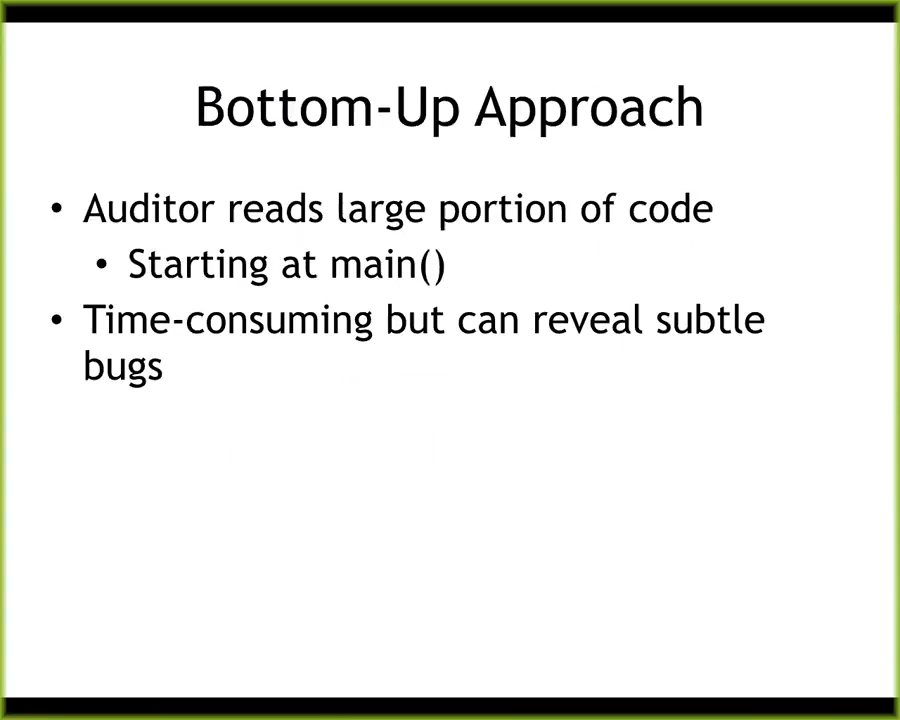 Bottom-Up Approach
• Auditor reads large portion of code
• Starting at main()
• Time-consuming but can reveal subtle
bugs